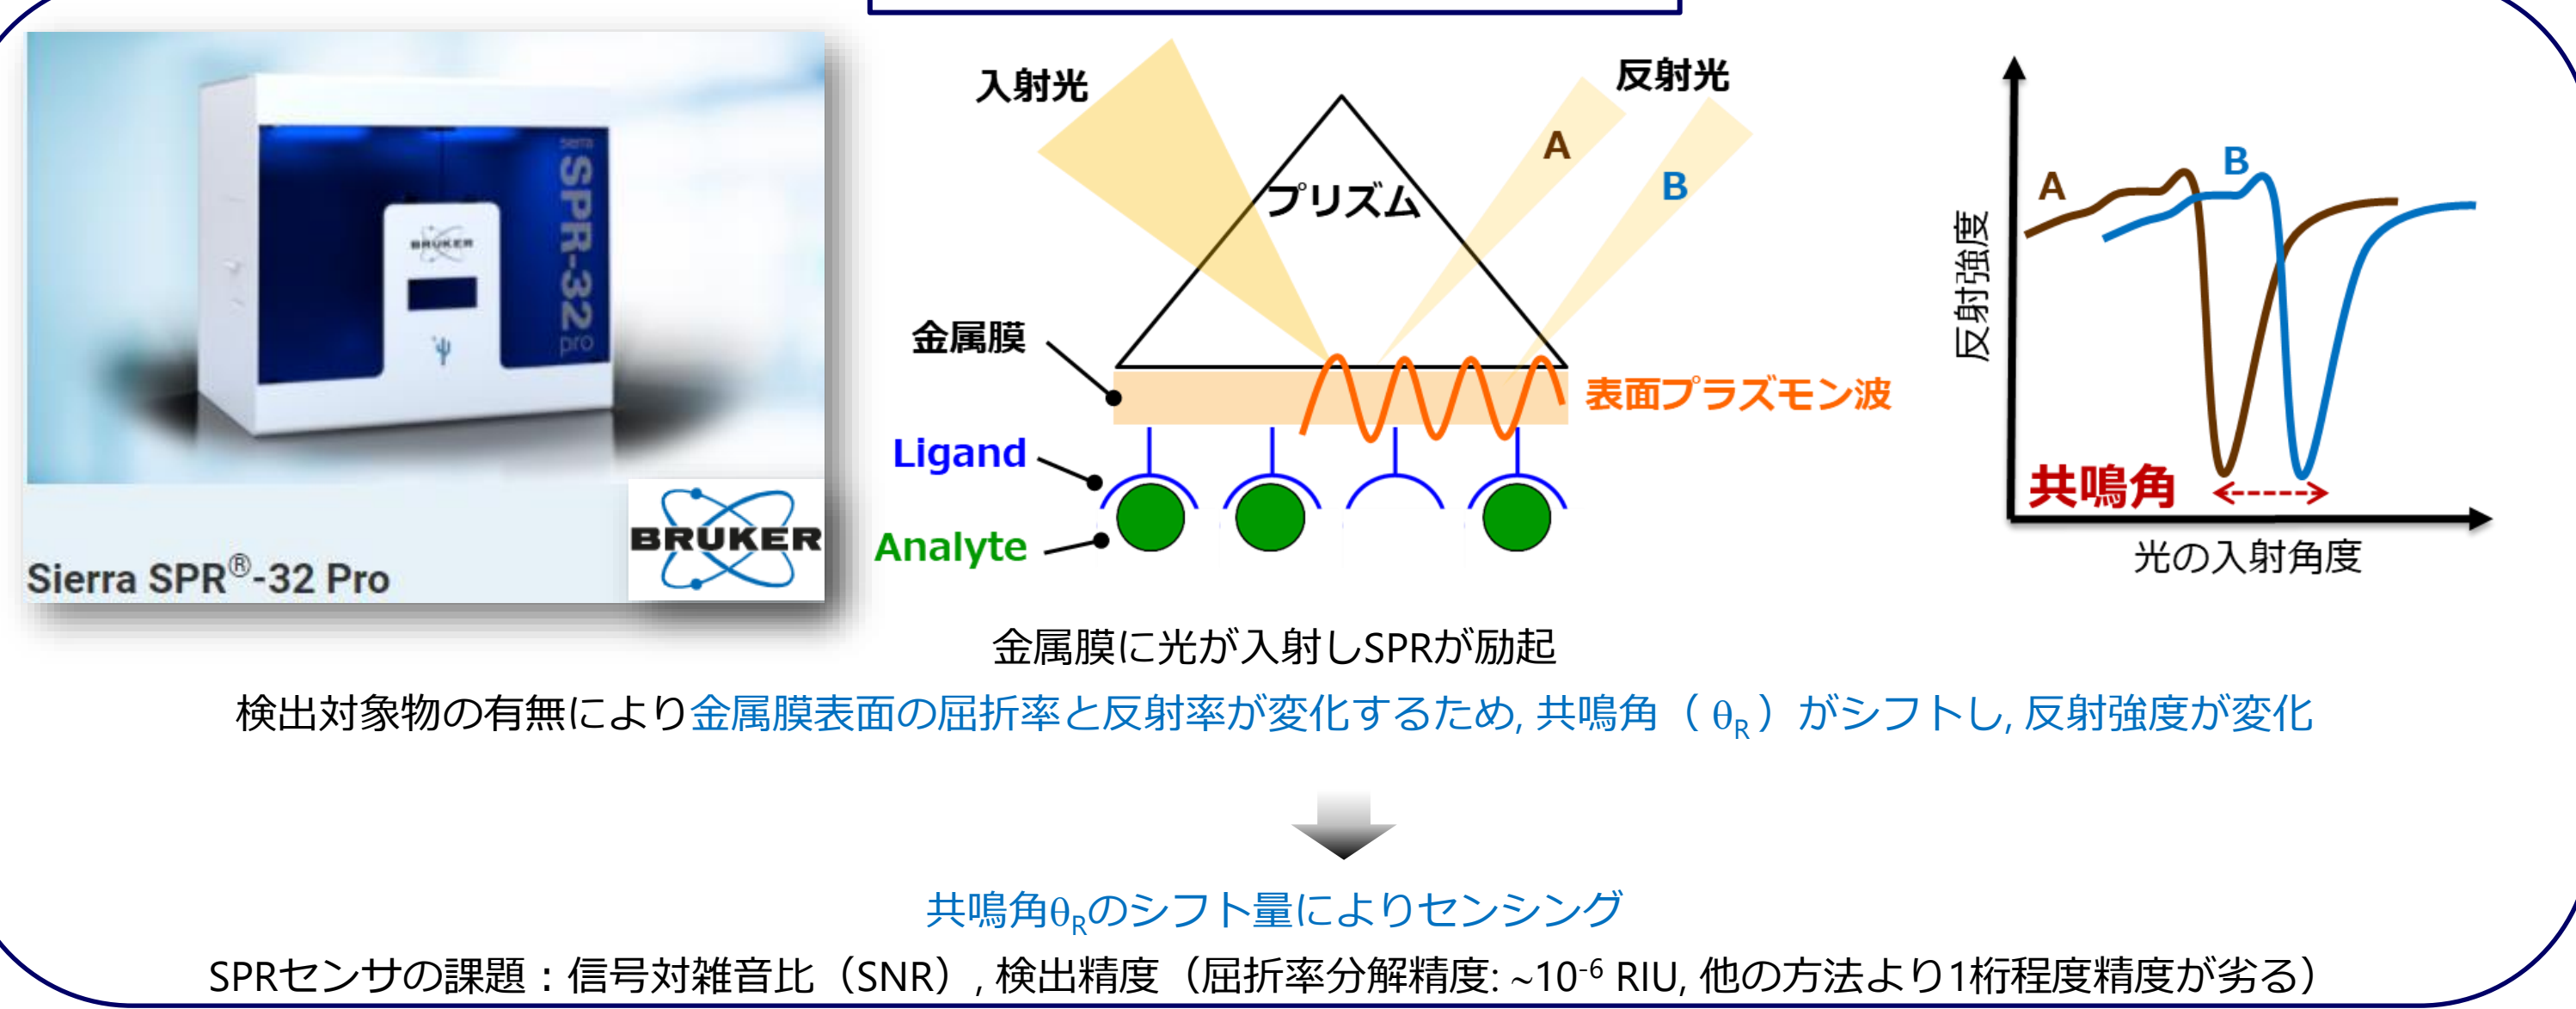 Sierra
SPR-32
pro
BRUKER
Sierra SPR®-32 Pro
BRUKER
入射光
反射光
A
B
プリズム
金属膜
表面プラズモン波
Ligand
Analyte
A
B
反射強度
共鳴角
光の入射角度
金属膜に光が入射しSPRが励起
検出対象物の有無により金属膜表面の屈折率と反射率が変化するため, 共鳴角（ θR ）がシフトし, 反射強度が変化
共鳴角θRのシフト量によりセンシング
SPRセンサの課題：信号対雑音比（SNR）, 検出精度（屈折率分解精度: ~10-6 RIU, 他の方法より1桁程度精度が劣る）